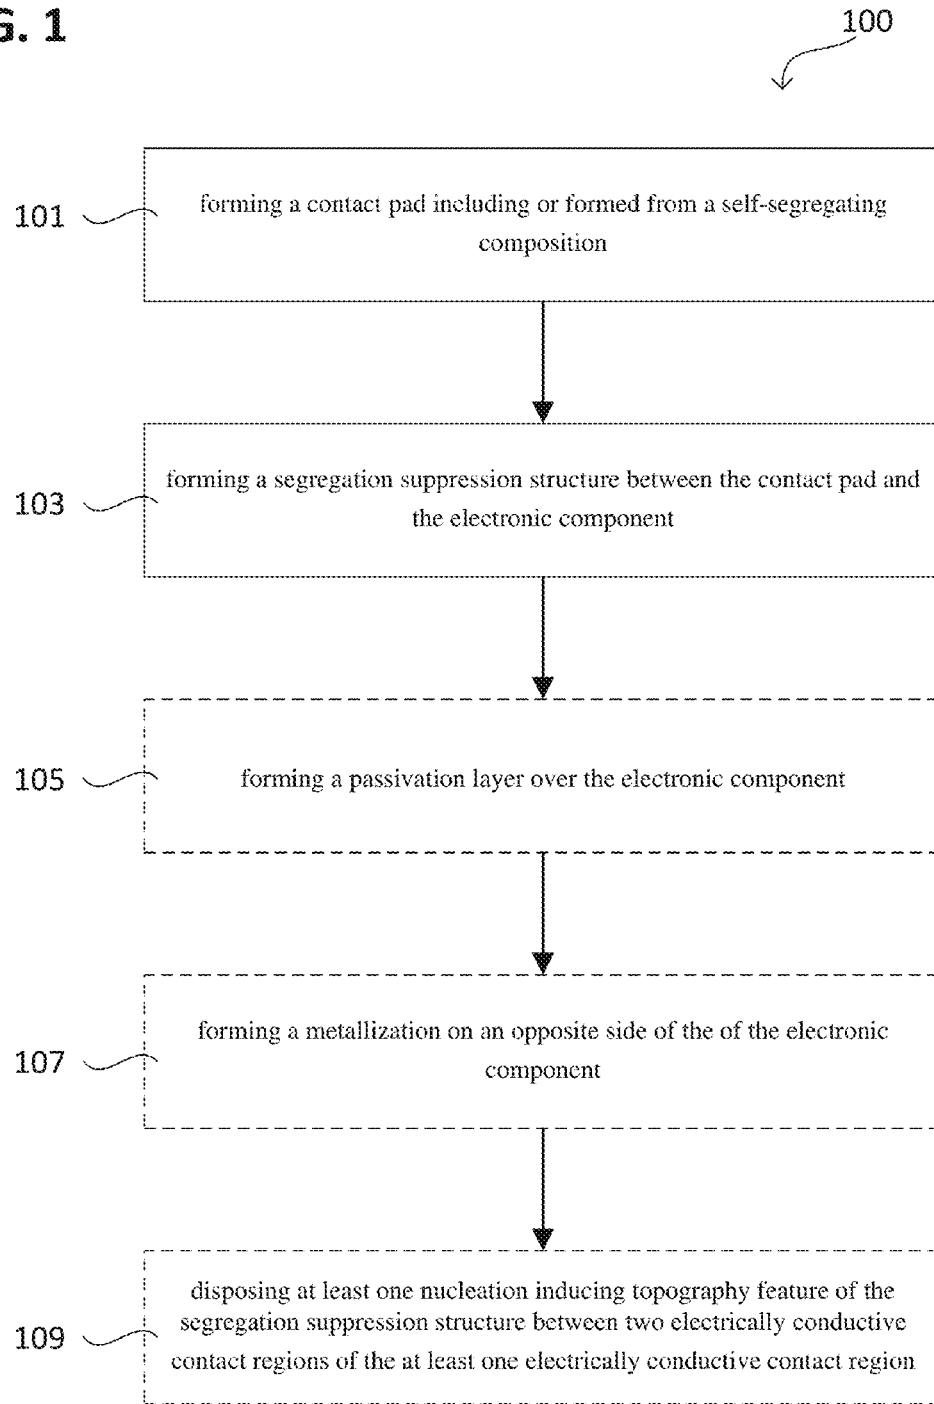 G. 1
100
101
forming a contact pad including or formed from a self-segregating
composition
103
forming a segregation suppression structure between the contact pad and
the electronic component
105
forming a passivation layer over the electronic component
107
forming a metallization on an opposite side of the of the electronic
component
109
disposing at least one nucleation inducing topography feature of the
segregation suppression structure between two electrically conductive
contact regions of the at least one electrically conductive contact region